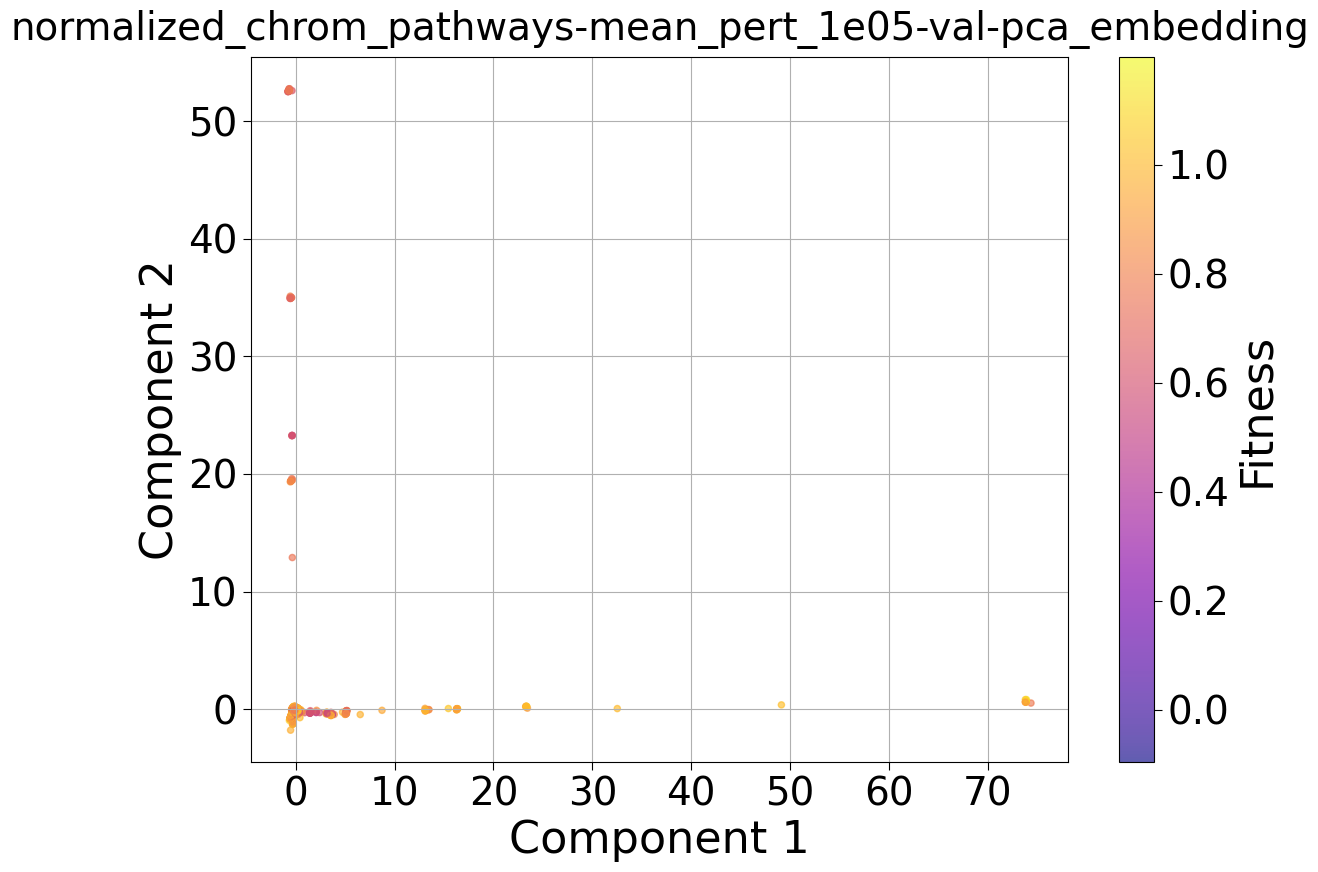 normalized_chrom_pathways-mean_pert_1e05-val-pca_embedding
50
40
30
20
10
0
Component 2
0 10 20 30 40 50 60 70
Component 1
1.0
0.8
0.6
0.4
0.2
0.0
Fitness